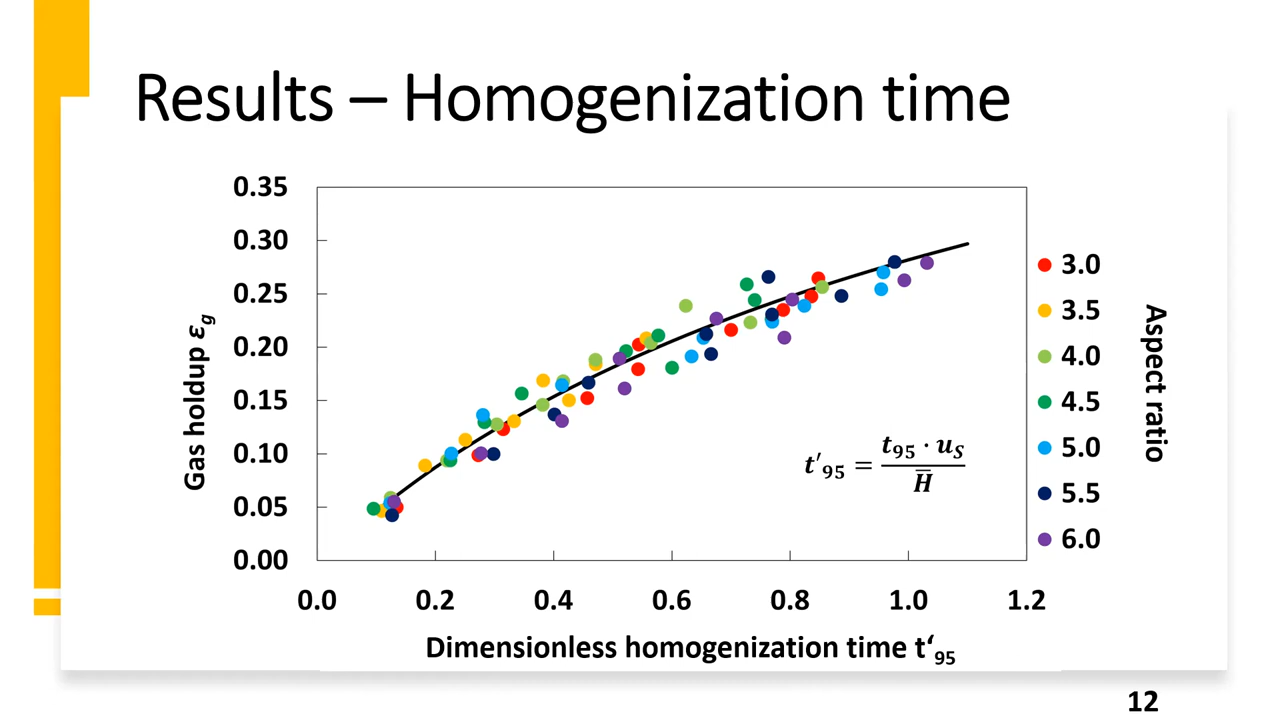 Results – Homogenization time
0.35
0.30
0.25
0.20
0.15
0.10
0.05
0.00
Gas holdup εg
0.0 0.2 0.4 0.6 0.8 1.0 1.2
Dimensionless homogenization time t‘95
t′95 = t95 · uS / H̅
3.0
3.5
4.0
4.5
5.0
5.5
6.0
Aspect ratio
12